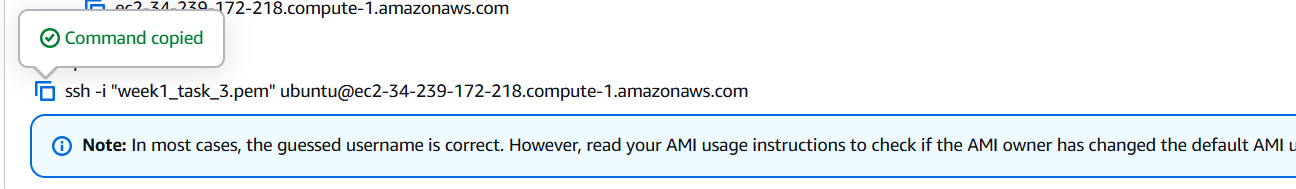 ec2-34-239-172-218.compute-1.amazonaws.com
Command copied
ssh -i "week1_task_3.pem" ubuntu@ec2-34-239-172-218.compute-1.amazonaws.com
Note: In most cases, the guessed username is correct. However, read your AMI usage instructions to check if the AMI owner has changed the default AMI u